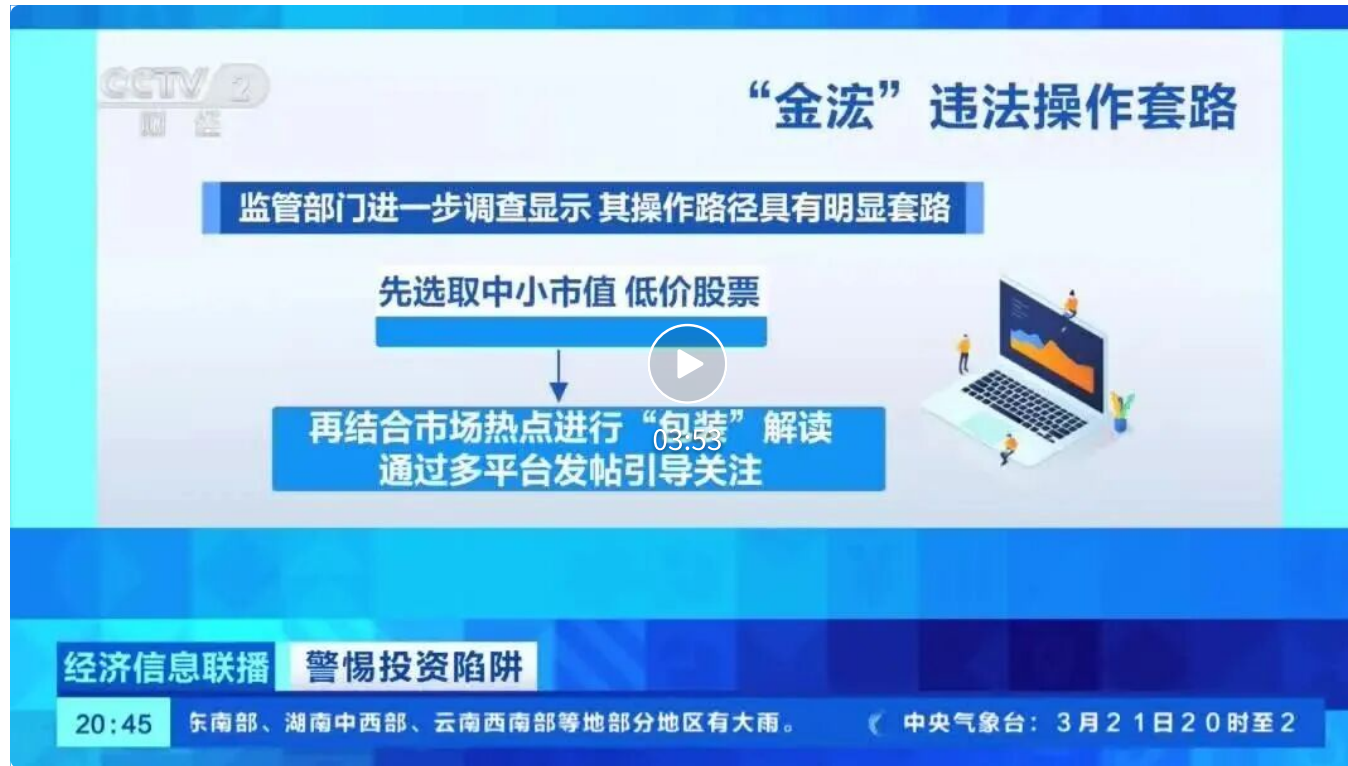 CCTV 2
财 经
“金浤”违法操作套路
监管部门进一步调查显示 其操作路径具有明显套路
先选取中小市值 低价股票
再结合市场热点进行“包装”解读
03:53
通过多平台发帖引导关注
经济信息联播 警惕投资陷阱
20:45 东南部、湖南中西部、云南西南部等地部分地区有大雨。 中央气象台：3月21日20时至2